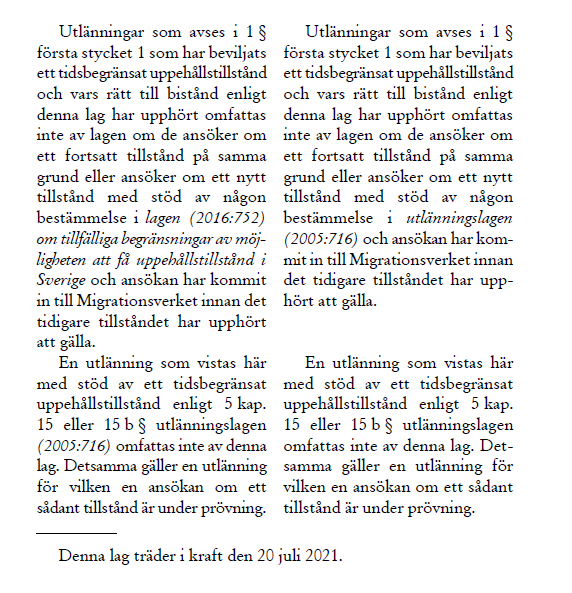 Utlänningar som avses i 1 §
första stycket 1 som har beviljats
ett tidsbegränsat uppehållstillstånd
och vars rätt till bistånd enligt
denna lag har upphört omfattas
inte av lagen om de ansöker om
ett fortsatt tillstånd på samma
grund eller ansöker om ett nytt
tillstånd med stöd av någon
bestämmelse i lagen (2016:752)
om tillfälliga begränsningar av möj-
ligheten att få uppehållstillstånd i
Sverige och ansökan har kommit
in till Migrationsverket innan det
tidigare tillståndet har upphört
att gälla.
En utlänning som vistas här
med stöd av ett tidsbegränsat
uppehållstillstånd enligt 5 kap.
15 eller 15 b § utlänningslagen
(2005:716) omfattas inte av denna
lag. Detsamma gäller en utlänning
för vilken en ansökan om ett
sådant tillstånd är under prövning.
Utlänningar som avses i 1 §
första stycket 1 som har beviljats
ett tidsbegränsat uppehållstillstånd
och vars rätt till bistånd enligt
denna lag har upphört omfattas
inte av lagen om de ansöker om
ett fortsatt tillstånd på samma
grund eller ansöker om ett nytt
tillstånd med stöd av någon
bestämmelse i utlänningslagen
(2005:716) och ansökan har kom-
mit in till Migrationsverket innan
det tidigare tillståndet har upp-
hört att gälla.
En utlänning som vistas här
med stöd av ett tidsbegränsat
uppehållstillstånd enligt 5 kap.
15 eller 15 b § utlänningslagen
omfattas inte av denna lag. Det-
samma gäller en utlänning för
vilken en ansökan om ett sådant
tillstånd är under prövning.
Denna lag träder i kraft den 20 juli 2021.